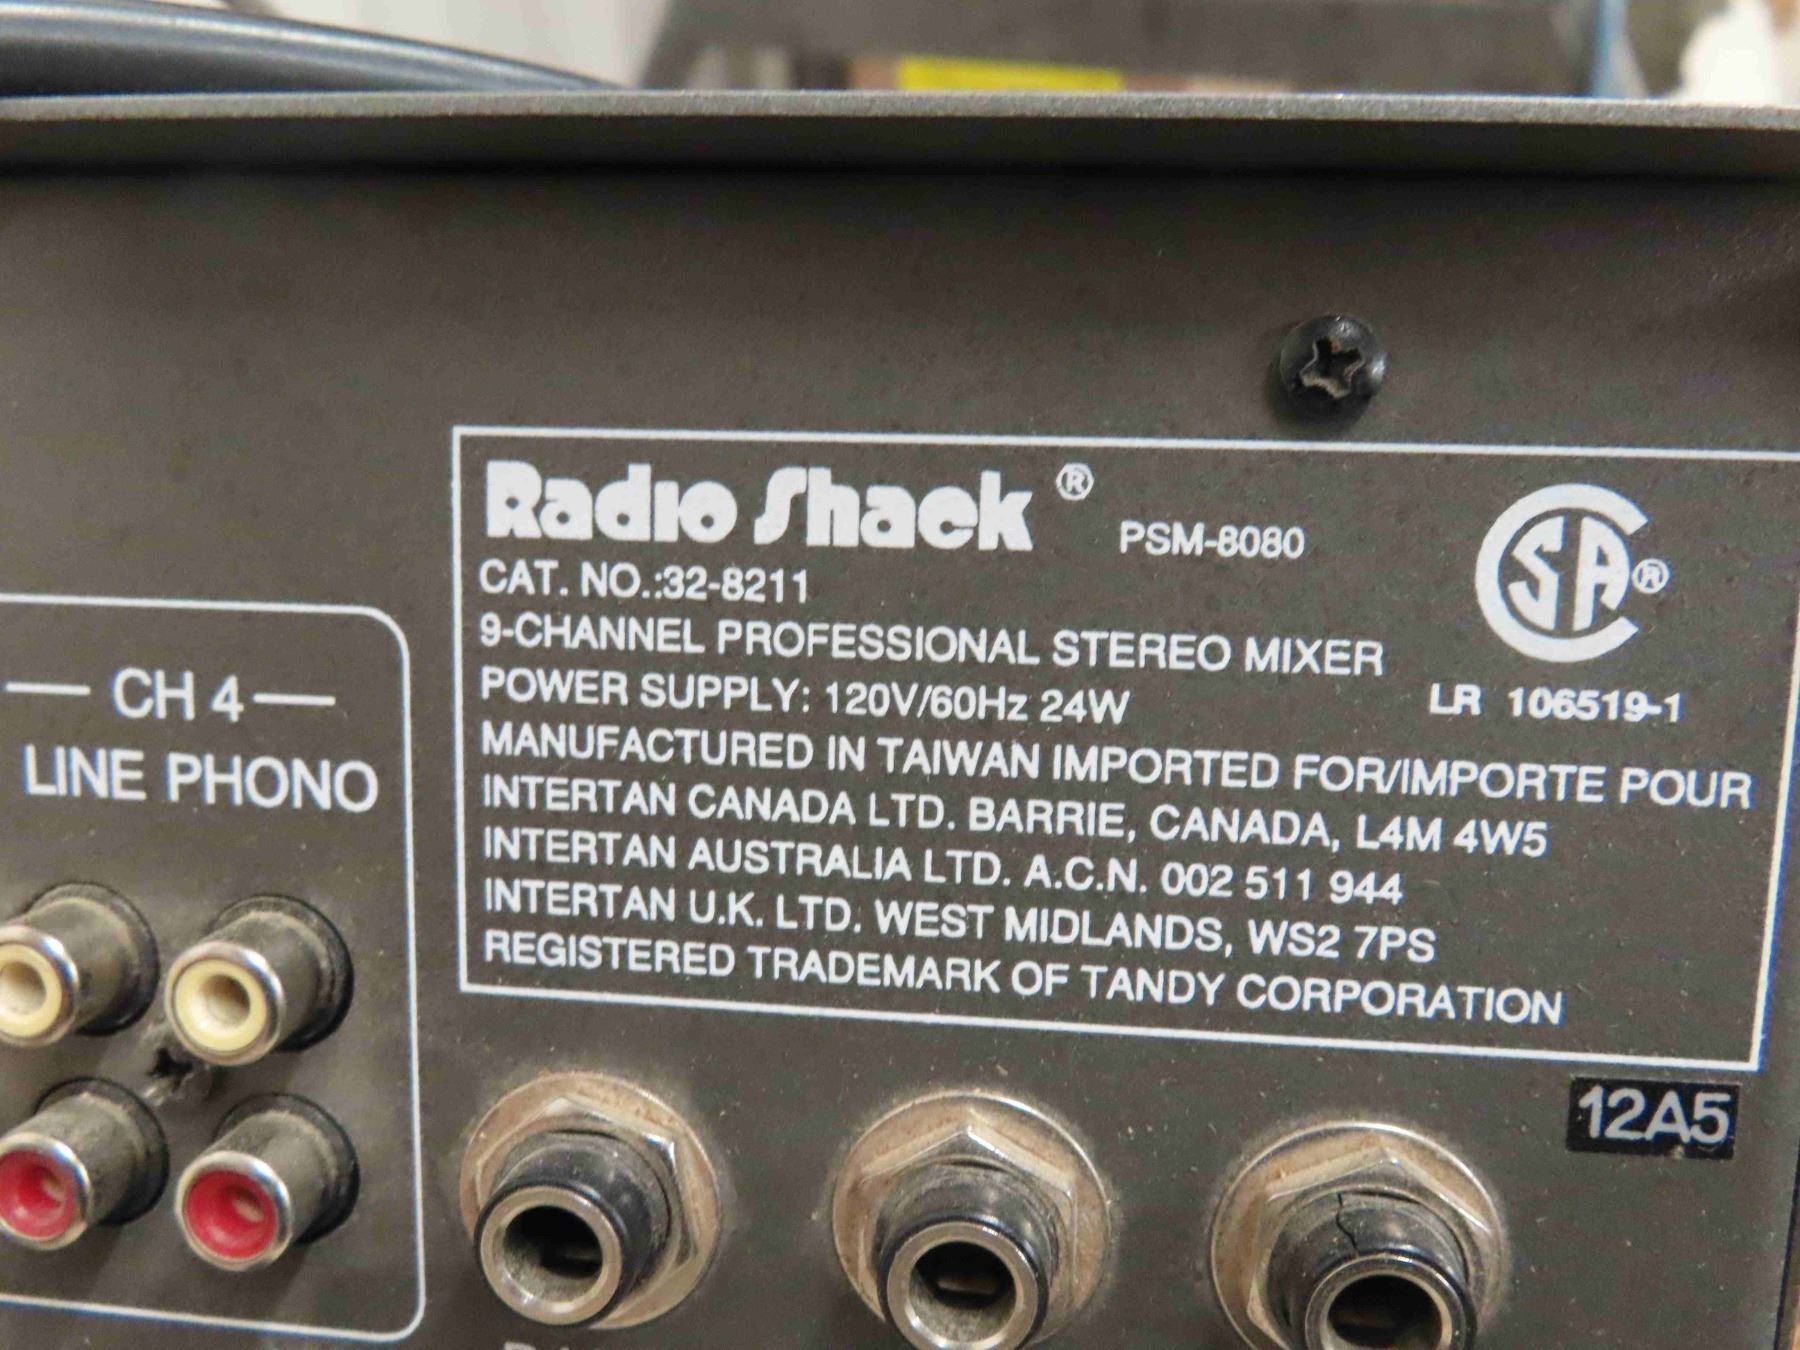 Radio Shack ® PSM-8080
CSA ®
CAT. NO.:32-8211
9-CHANNEL PROFESSIONAL STEREO MIXER
POWER SUPPLY: 120V/60Hz 24W
LR 106519-1
MANUFACTURED IN TAIWAN IMPORTED FOR/IMPORTE POUR
INTERTAN CANADA LTD. BARRIE, CANADA, L4M 4W5
INTERTAN AUSTRALIA LTD. A.C.N. 002 511 944
INTERTAN U.K. LTD. WEST MIDLANDS, WS2 7PS
REGISTERED TRADEMARK OF TANDY CORPORATION
CH 4
LINE PHONO
12A5